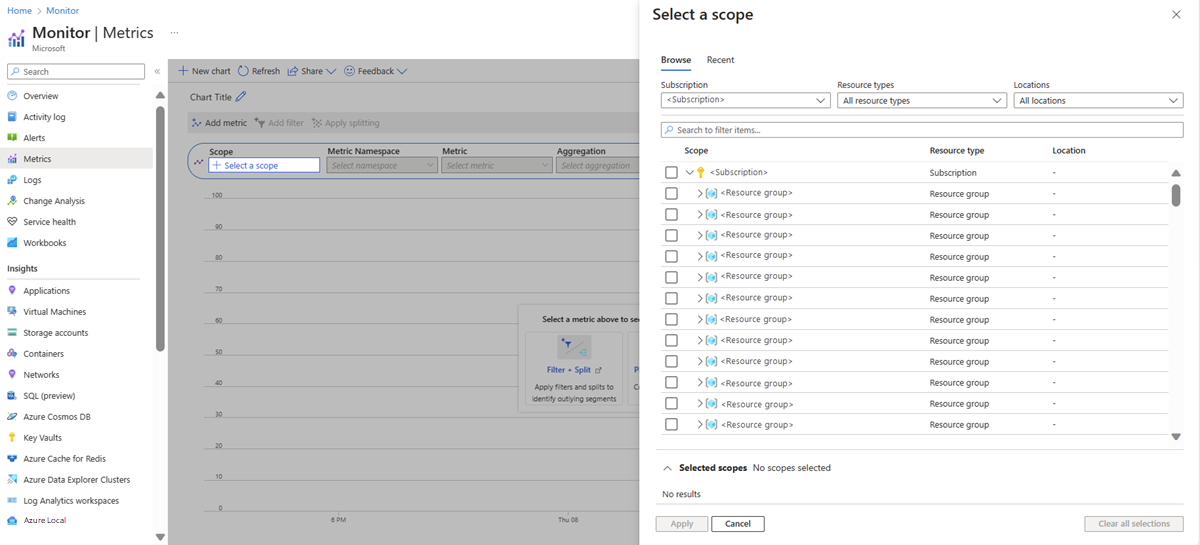 Home > Monitor
Monitor | Metrics ...
Microsoft
Search «
Overview
Activity log
Alerts
Metrics
Logs
Change Analysis
Service health
Workbooks
Insights
Applications
Virtual Machines
Storage accounts
Containers
Networks
SQL (preview)
Azure Cosmos DB
Key Vaults
Azure Cache for Redis
Azure Data Explorer Clusters
Log Analytics workspaces
Azure Local
New chart Refresh Share Feedback
Chart Title
Add metric Add filter Apply splitting
Scope Metric Namespace Metric Aggregation
+ Select a scope Select namespace Select metric Select aggregation
100
90
80
70
60
50
40
30
20
10
0
6 PM Thu 08
Select a metric above to se
Filter + Split P
Apply filters and splits to C
identify outlying segments
Select a scope
Browse Recent
Subscription Resource types Locations
<Subscription> All resource types All locations
Search to filter items...
Scope Resource type Location
<Subscription> Subscription -
<Resource group> Resource group -
<Resource group> Resource group -
<Resource group> Resource group -
<Resource group> Resource group -
<Resource group> Resource group -
<Resource group> Resource group -
<Resource group> Resource group -
<Resource group> Resource group -
<Resource group> Resource group -
<Resource group> Resource group -
<Resource group> Resource group -
<Resource group> Resource group -
Selected scopes No scopes selected
No results
Apply Cancel Clear all selections